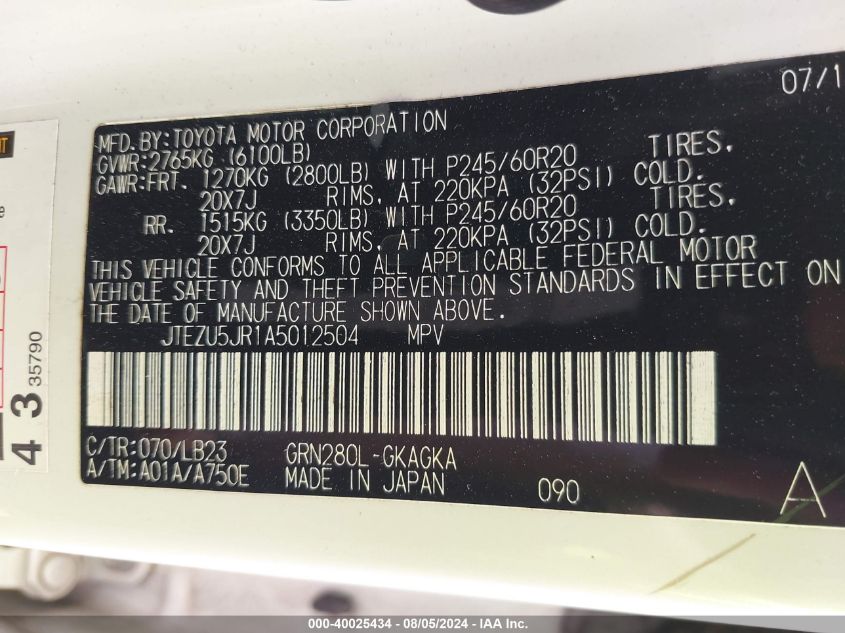 07/1
MFD. BY:TOYOTA MOTOR CORPORATION
GVWR:2765KG (6100LB)
GAWR:FRT. 1270KG (2800LB) WITH P245/60R20 TIRES,
20X7J RIMS, AT 220KPA (32PSI) COLD.
RR. 1515KG (3350LB) WITH P245/60R20 TIRES,
20X7J RIMS, AT 220KPA (32PSI) COLD.
THIS VEHICLE CONFORMS TO ALL APPLICABLE FEDERAL MOTOR
VEHICLE SAFETY AND THEFT PREVENTION STANDARDS IN EFFECT ON
THE DATE OF MANUFACTURE SHOWN ABOVE.
JTEZU5JR1A5012504 MPV
C/TR:070/LB23 GRN280L-GKAGKA
A/TM:A01A/A750E MADE IN JAPAN 090 A
4 3 35790
000-40025434 - 08/05/2024 - IAA Inc.